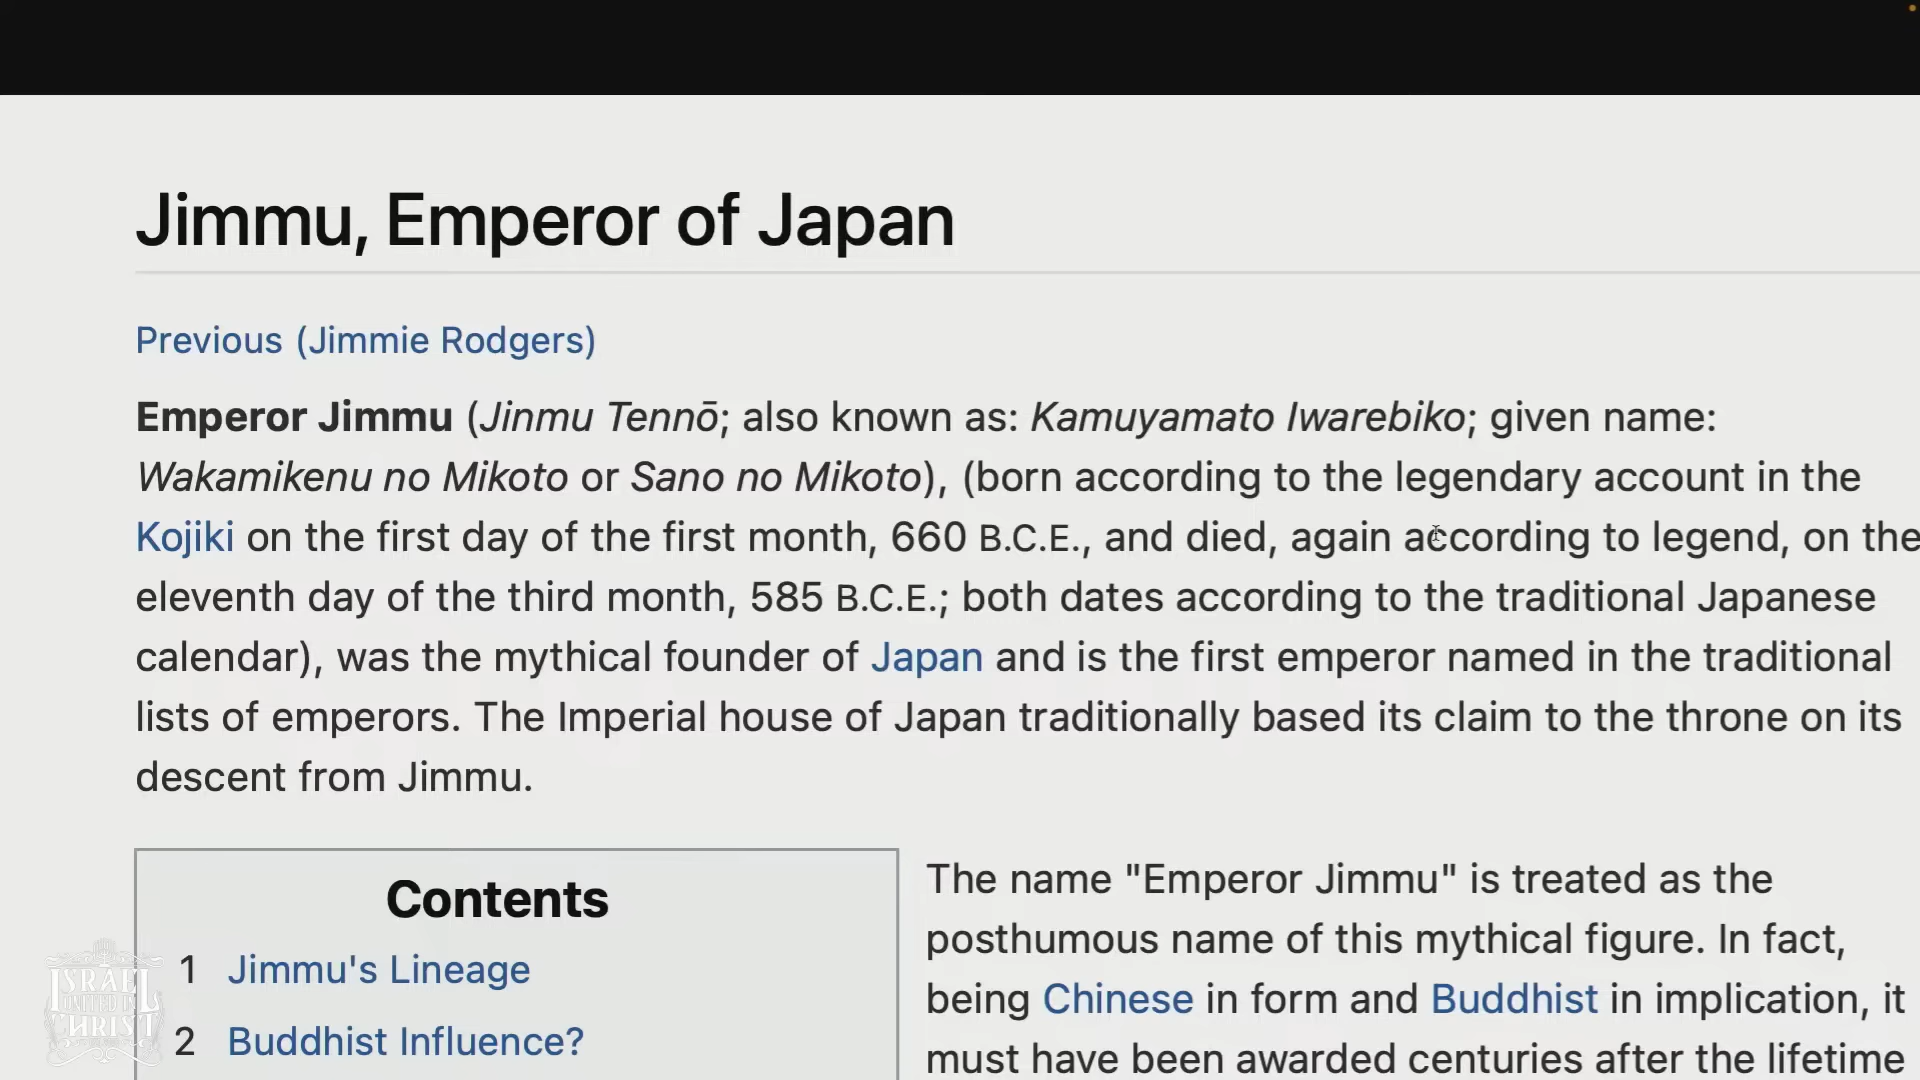 Jimmu, Emperor of Japan
Previous (Jimmie Rodgers)
Emperor Jimmu (Jinmu Tennō; also known as: Kamuyamato Iwarebiko; given name:
Wakamikenu no Mikoto or Sano no Mikoto), (born according to the legendary account in the
Kojiki on the first day of the first month, 660 B.C.E., and died, again according to legend, on the
eleventh day of the third month, 585 B.C.E.; both dates according to the traditional Japanese
calendar), was the mythical founder of Japan and is the first emperor named in the traditional
lists of emperors. The Imperial house of Japan traditionally based its claim to the throne on its
descent from Jimmu.
Contents
1 Jimmu's Lineage
2 Buddhist Influence?
The name "Emperor Jimmu" is treated as the
posthumous name of this mythical figure. In fact,
being Chinese in form and Buddhist in implication, it
must have been awarded centuries after the lifetime
ISRAEL
UNITED IN
CHRIST